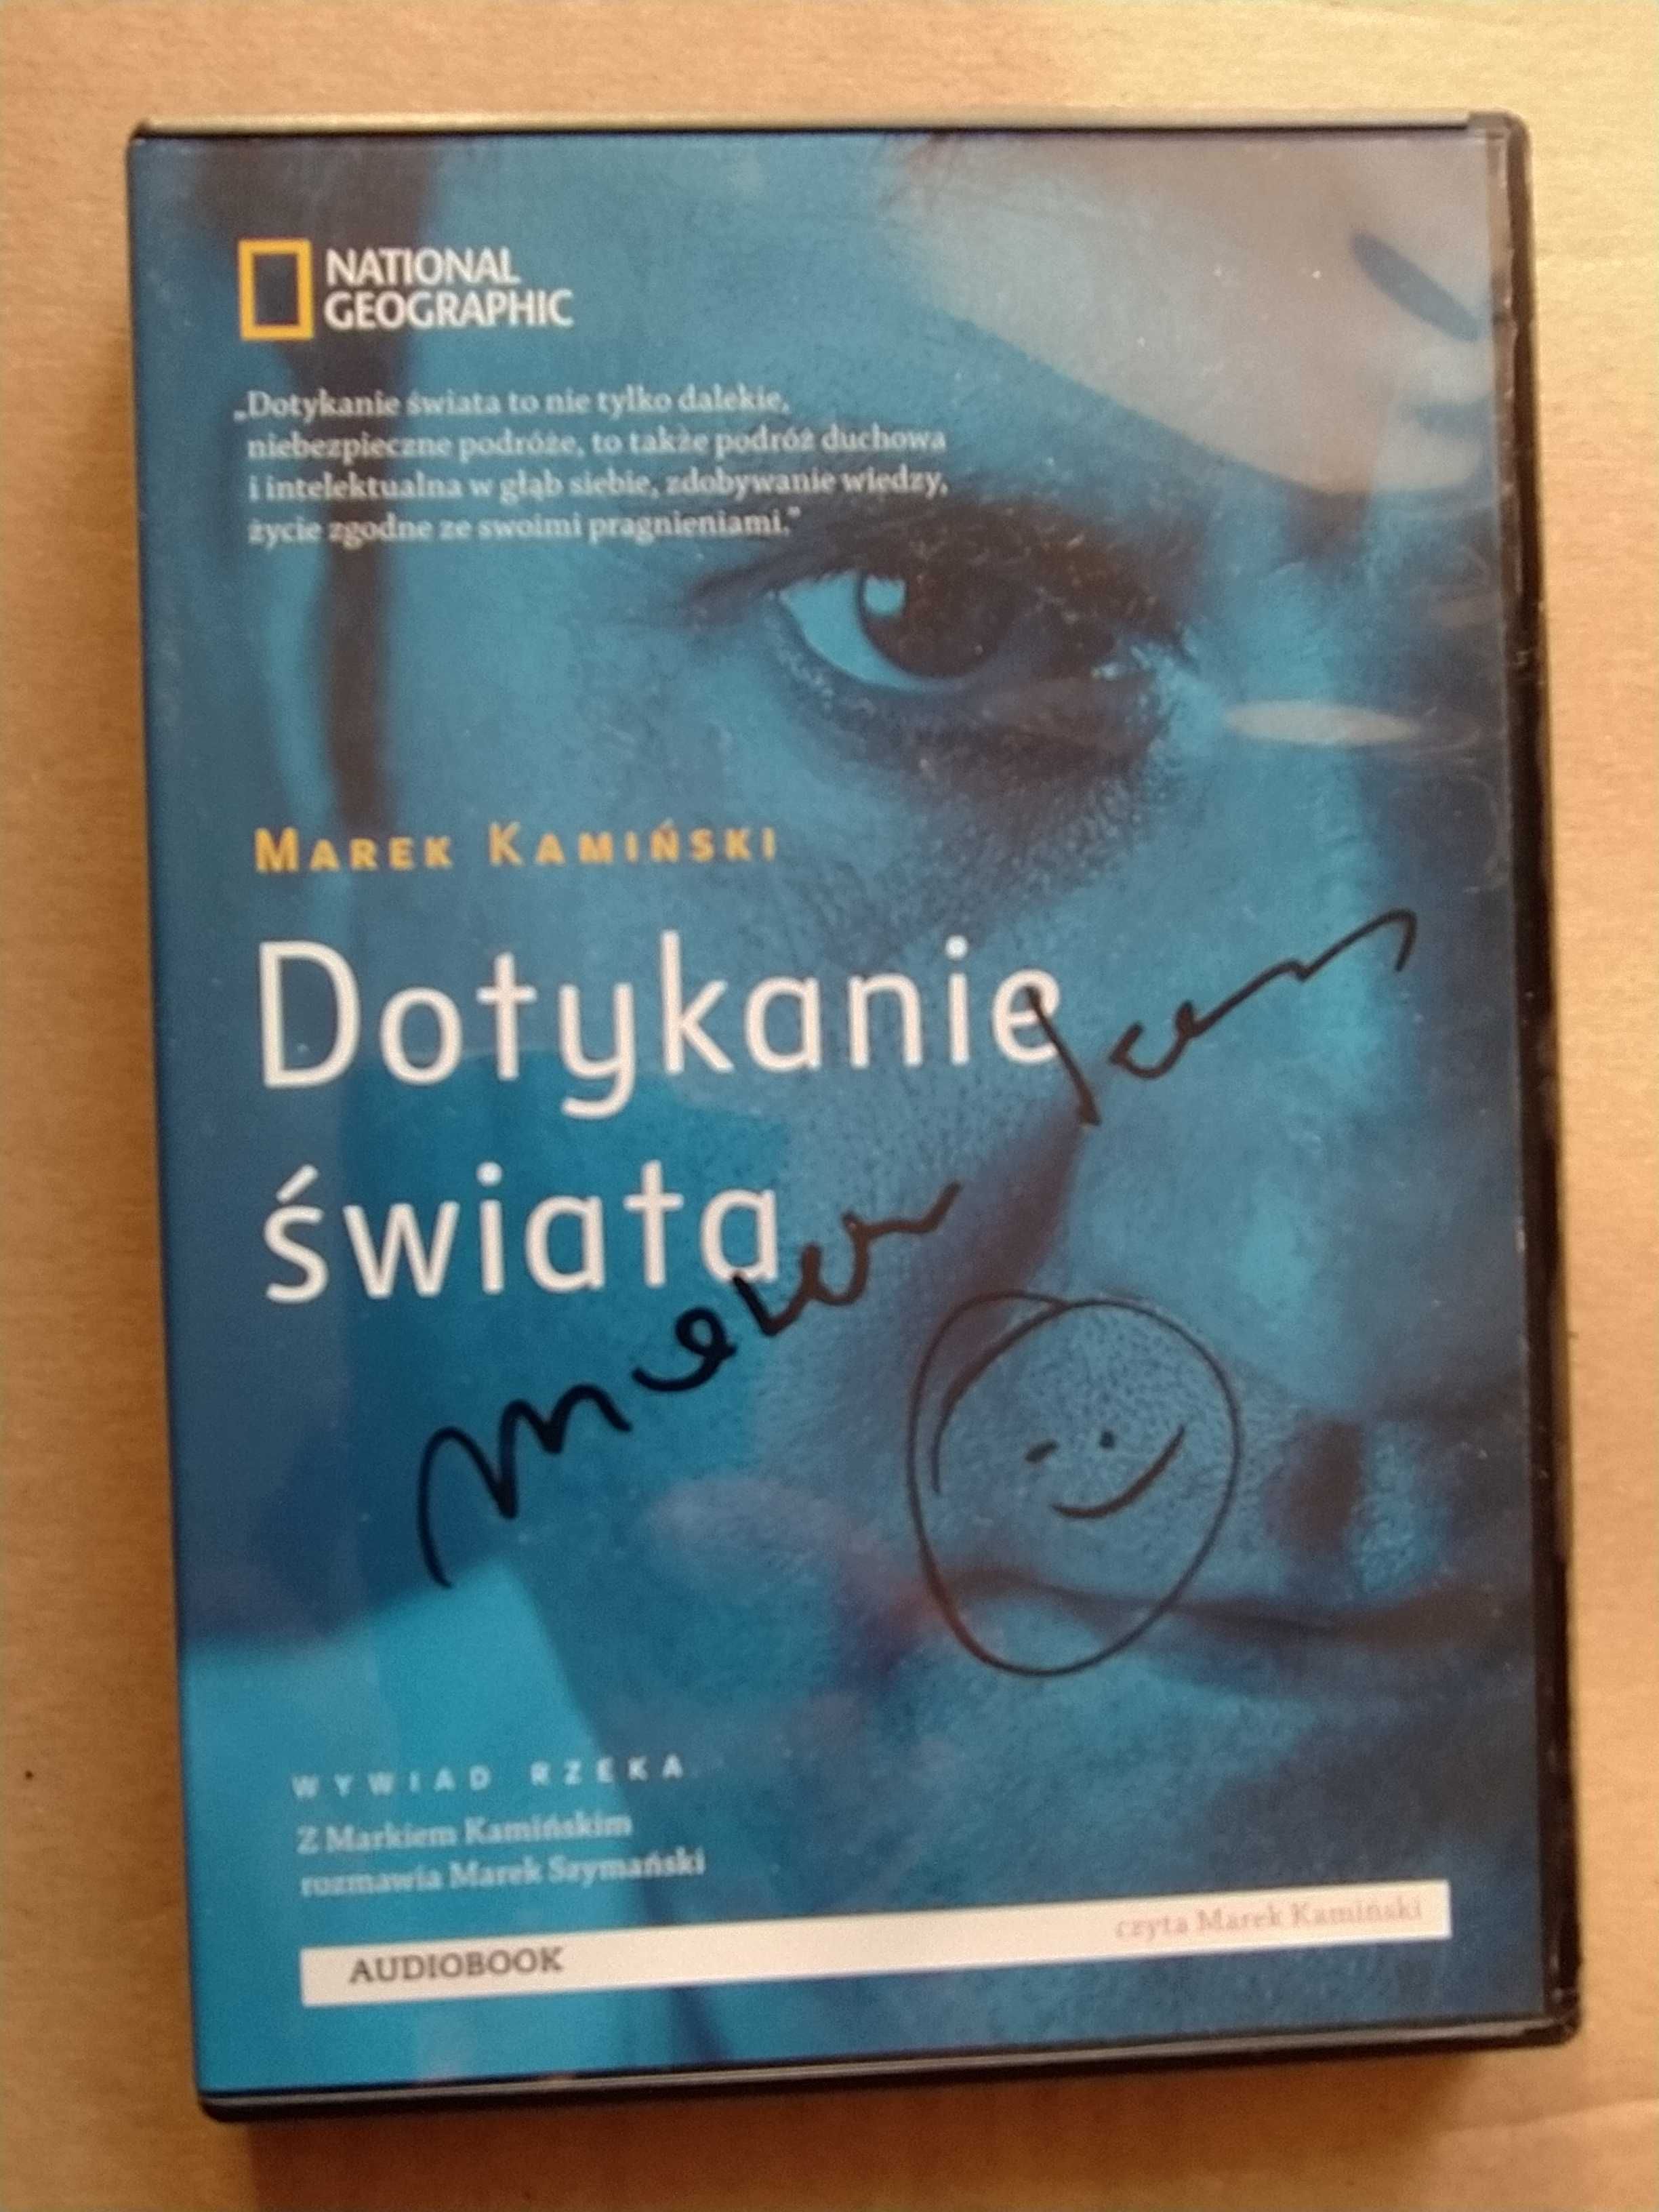 NATIONAL
GEOGRAPHIC
„Dotykanie świata to nie tylko dalekie,
niebezpieczne podróże, to także podróż duchowa
i intelektualna w głąb siebie, zdobywanie wiedzy,
życie zgodne ze swoimi pragnieniami.”
MAREK KAMIŃSKI
Dotykanie
świata
WYWIAD RZEKA
Z Markiem Kamińskim
rozmawia Marek Szymański
AUDIOBOOK
czyta Marek Kamiński